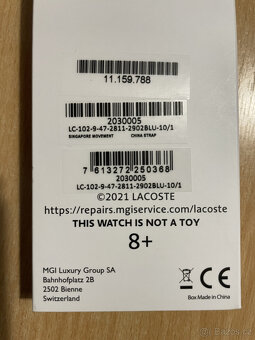 11.159.788
2030005
LC-102-9-47-2811-2902BLU-10/1
SINGAPORE MOVEMENT CHINA STRAP
7 613272 250368
2030005
LC-102-9-47-2811-2902BLU-10/1
©2021 LACOSTE
https://repairs.mgiservice.com/lacoste
THIS WATCH IS NOT A TOY
8+
MGI Luxury Group SA
Bahnhofplatz 2B
2502 Bienne
Switzerland
CE
Box Made in China